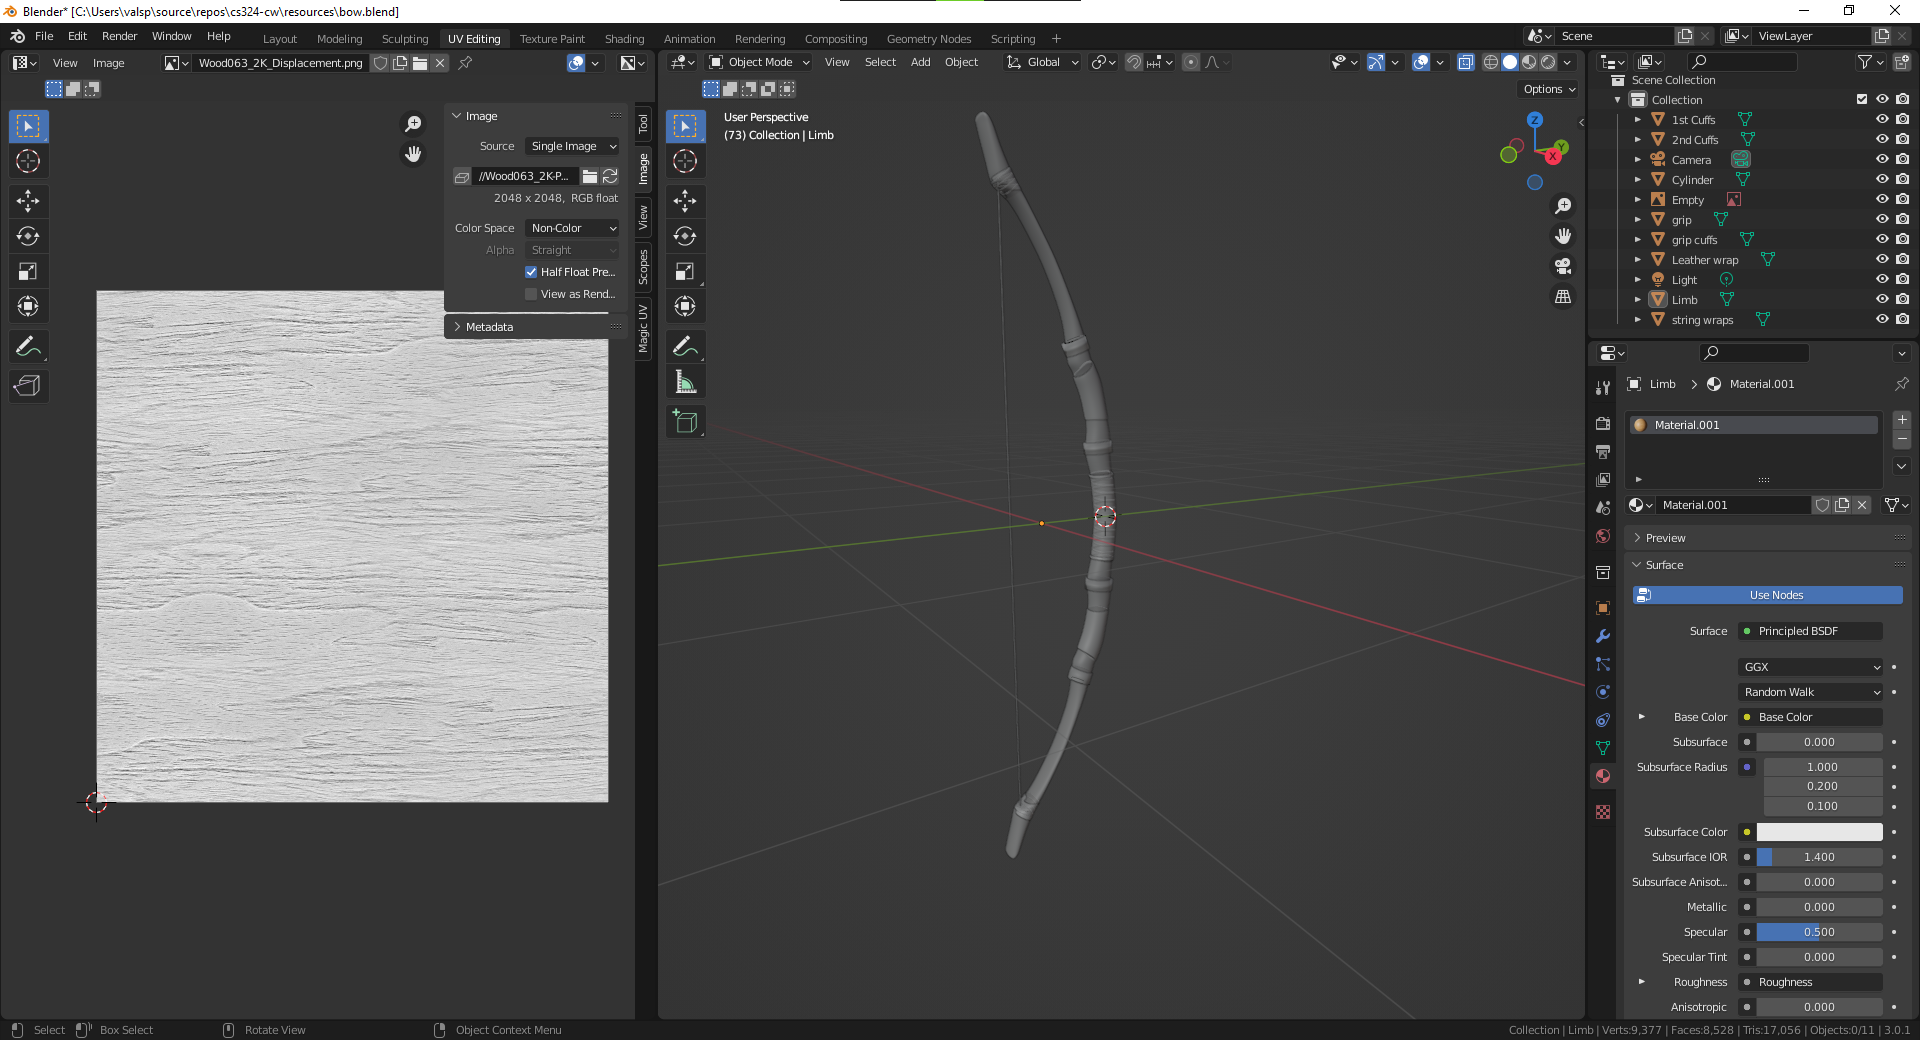 Blender* [C:\Users\valsp\source\repos\cs324-cw\resources\bow.blend]
File Edit Render Window Help
Layout Modeling Sculpting UV Editing Texture Paint Shading Animation Rendering Compositing Geometry Nodes Scripting +
Scene ViewLayer
View Image Wood063_2K_Displacement.png
Object Mode View Select Add Object Global
Options
Image
Source Single Image
//Wood063_2K-P...
2048 x 2048, RGB float
Color Space Non-Color
Alpha Straight
Half Float Pre...
View as Rend...
Metadata
Tool
Image
View
Scopes
Magic UV
User Perspective
(73) Collection | Limb
Z
Y
X
Scene Collection
Collection
1st Cuffs
2nd Cuffs
Camera
Cylinder
Empty
grip
grip cuffs
Leather wrap
Light
Limb
string wraps
Limb > Material.001
Material.001
Material.001
Preview
Surface
Use Nodes
Surface Principled BSDF
GGX
Random Walk
Base Color Base Color
Subsurface 0.000
Subsurface Radius 1.000
0.200
0.100
Subsurface Color
Subsurface IOR 1.400
Subsurface Anisot... 0.000
Metallic 0.000
Specular 0.500
Specular Tint 0.000
Roughness Roughness
Anisotropic 0.000
Select Box Select Rotate View Object Context Menu
Collection | Limb | Verts:9,377 | Faces:8,528 | Tris:17,056 | Objects:0/11 | 3.0.1